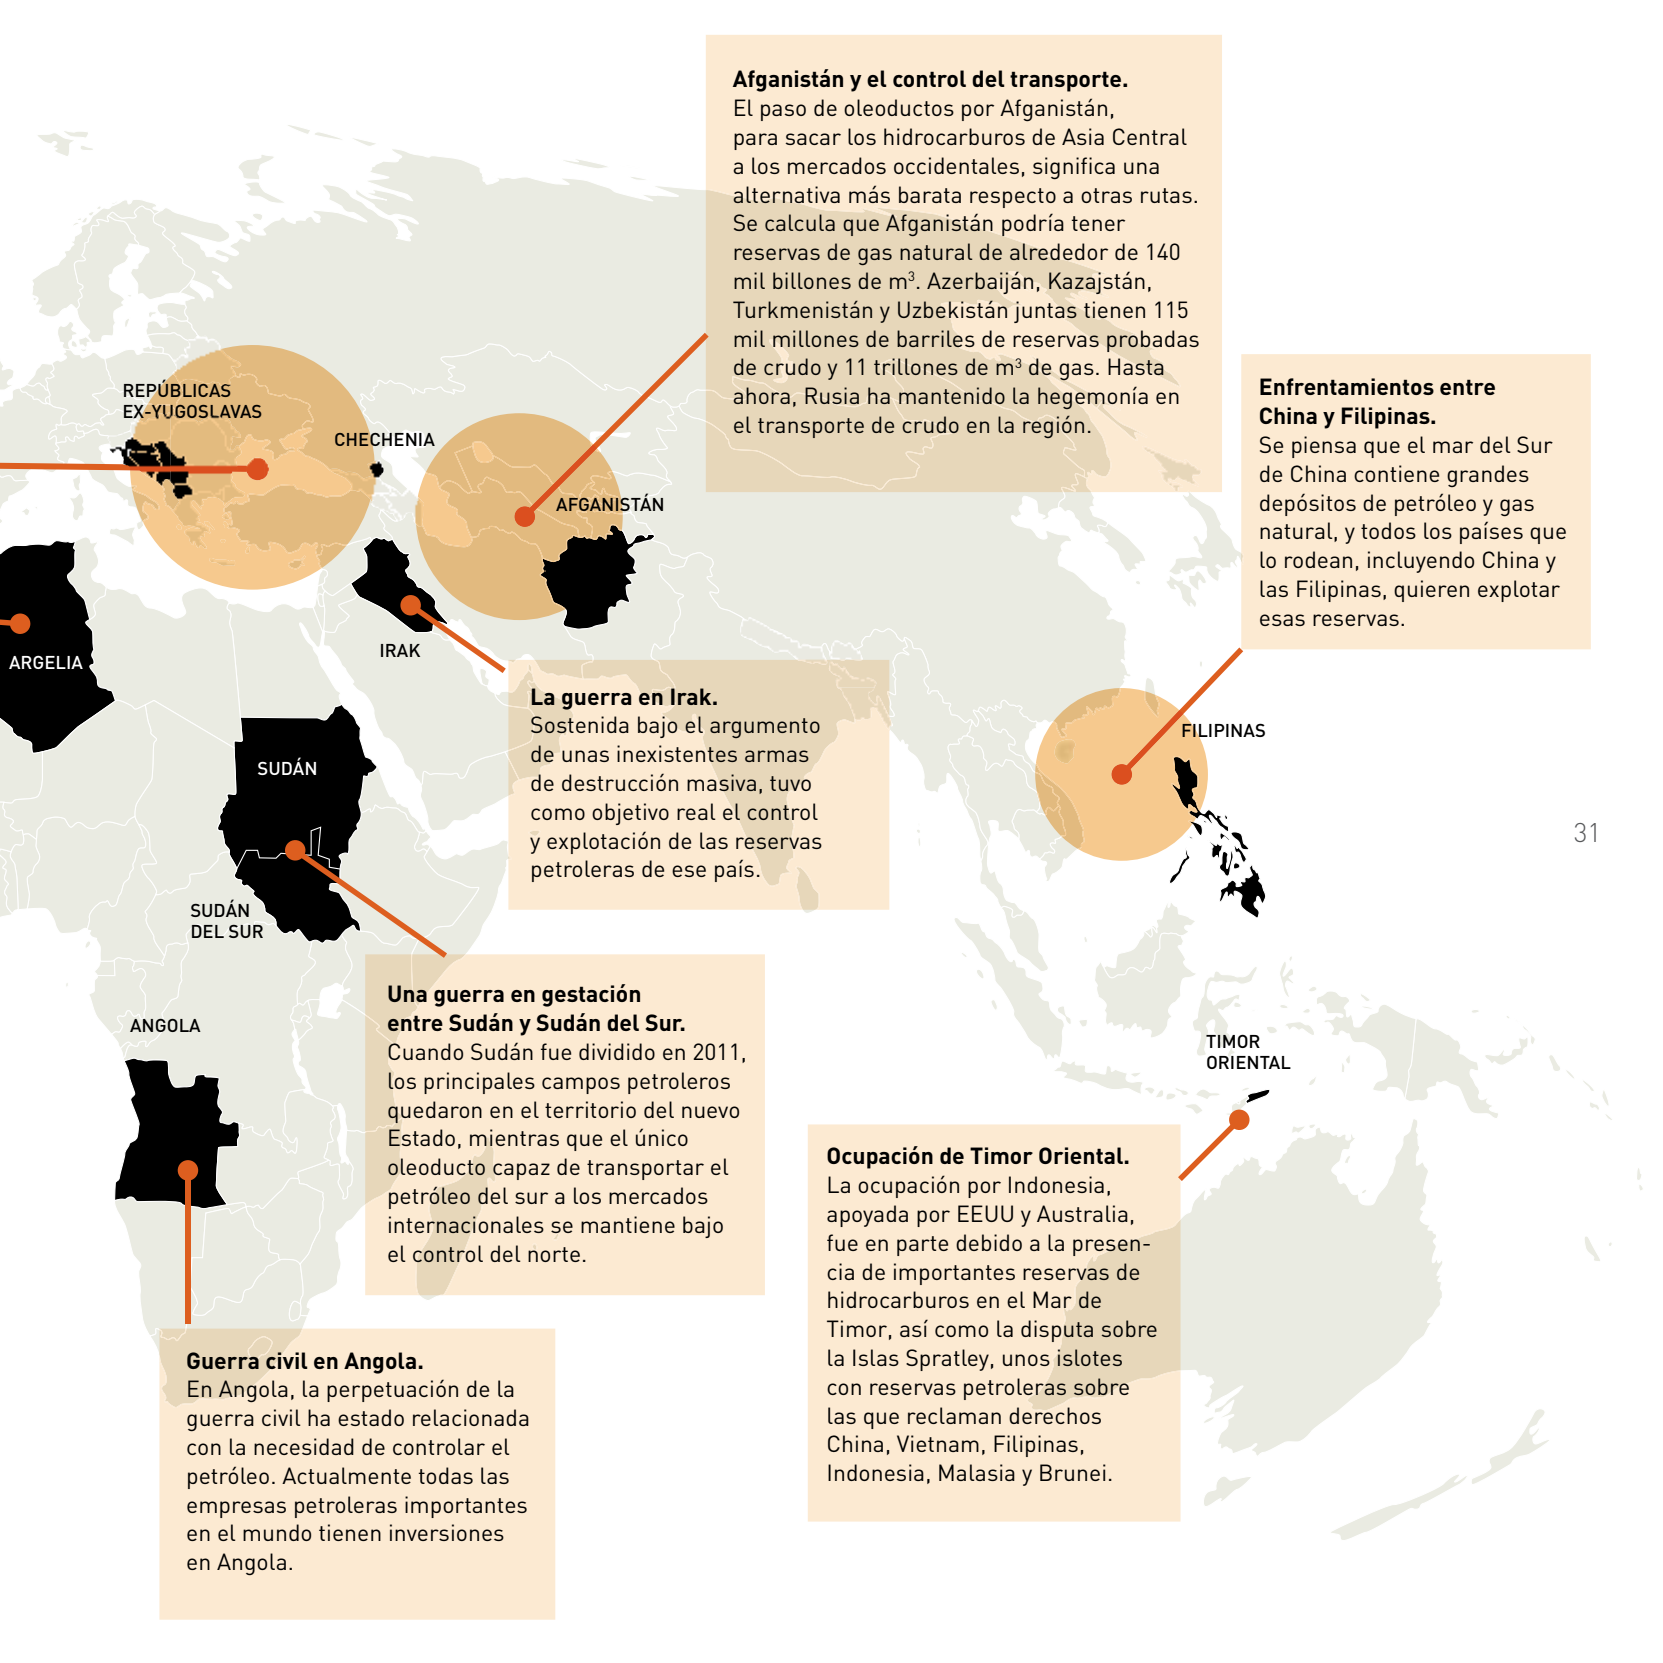 Afganistán y el control del transporte.
El paso de oleoductos por Afganistán,
para sacar los hidrocarburos de Asia Central
a los mercados occidentales, significa una
alternativa más barata respecto a otras rutas.
Se calcula que Afganistán podría tener
reservas de gas natural de alrededor de 140
mil billones de m³. Azerbaiján, Kazajstán,
Turkmenistán y Uzbekistán juntas tienen 115
mil millones de barriles de reservas probadas
de crudo y 11 trillones de m³ de gas. Hasta
ahora, Rusia ha mantenido la hegemonía en
el transporte de crudo en la región.
Enfrentamientos entre
China y Filipinas.
Se piensa que el mar del Sur
de China contiene grandes
depósitos de petróleo y gas
natural, y todos los países que
lo rodean, incluyendo China y
las Filipinas, quieren explotar
esas reservas.
REPÚBLICAS
EX-YUGOSLAVAS
CHECHENIA
AFGANISTÁN
IRAK
ARGELIA
La guerra en Irak.
Sostenida bajo el argumento
de unas inexistentes armas
de destrucción masiva, tuvo
como objetivo real el control
y explotación de las reservas
petroleras de ese país.
FILIPINAS
SUDÁN
31
SUDÁN
DEL SUR
Una guerra en gestación
entre Sudán y Sudán del Sur.
Cuando Sudán fue dividido en 2011,
los principales campos petroleros
quedaron en el territorio del nuevo
Estado, mientras que el único
oleoducto capaz de transportar el
petróleo del sur a los mercados
internacionales se mantiene bajo
el control del norte.
ANGOLA
TIMOR
ORIENTAL
Ocupación de Timor Oriental.
La ocupación por Indonesia,
apoyada por EEUU y Australia,
fue en parte debido a la presen-
cia de importantes reservas de
hidrocarburos en el Mar de
Timor, así como la disputa sobre
la Islas Spratley, unos islotes
con reservas petroleras sobre
las que reclaman derechos
China, Vietnam, Filipinas,
Indonesia, Malasia y Brunei.
Guerra civil en Angola.
En Angola, la perpetuación de la
guerra civil ha estado relacionada
con la necesidad de controlar el
petróleo. Actualmente todas las
empresas petroleras importantes
en el mundo tienen inversiones
en Angola.